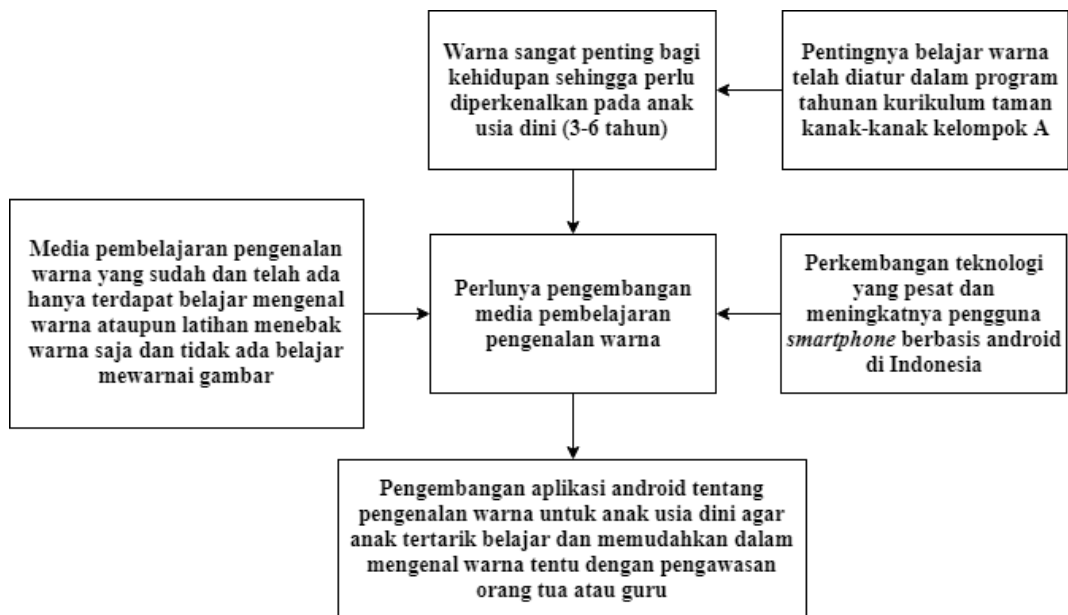 Warna sangat penting bagi
kehidupan sehingga perlu
diperkenalkan pada anak
usia dini (3-6 tahun)
Pentingnya belajar warna
telah diatur dalam program
tahunan kurikulum taman
kanak-kanak kelompok A
Media pembelajaran pengenalan
warna yang sudah dan telah ada
hanya terdapat belajar mengenal
warna ataupun latihan menebak
warna saja dan tidak ada belajar
mewarnai gambar
Perlunya pengembangan
media pembelajaran
pengenalan warna
Perkembangan teknologi
yang pesat dan
meningkatnya pengguna
smartphone berbasis android
di Indonesia
Pengembangan aplikasi android tentang
pengenalan warna untuk anak usia dini agar
anak tertarik belajar dan memudahkan dalam
mengenal warna tentu dengan pengawasan
orang tua atau guru